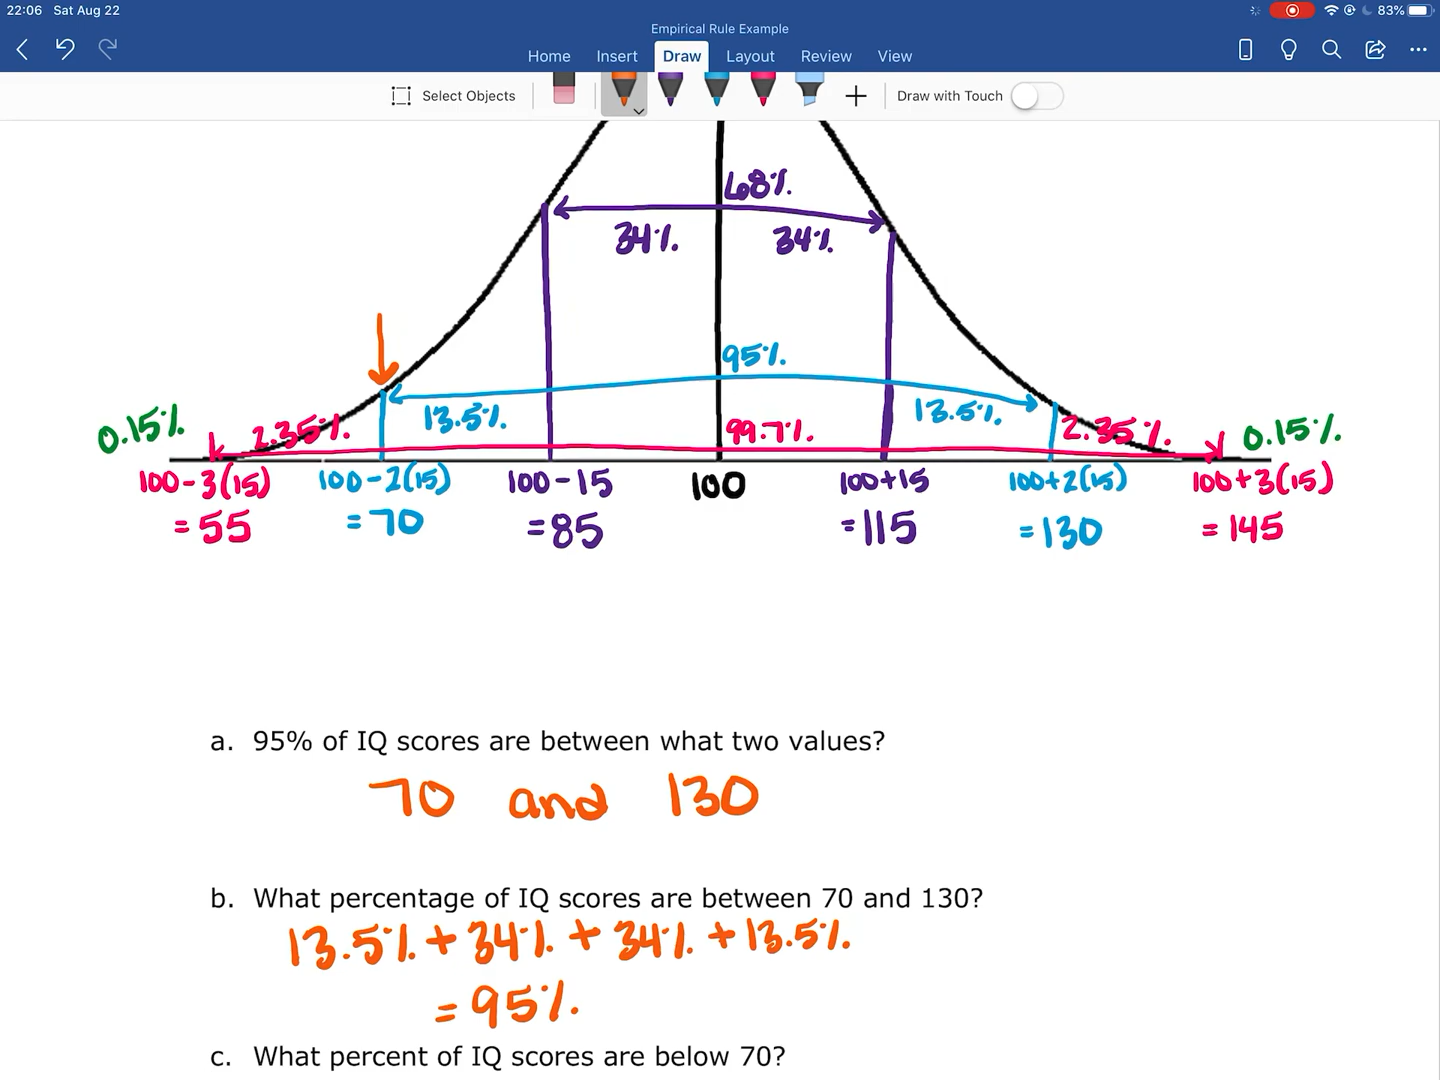 22:06 Sat Aug 22
83%
Empirical Rule Example
Home Insert Draw Layout Review View
Select Objects
Draw with Touch
68%
34% 34%
95%
13.5% 13.5%
0.15% 2.35% 99.7% 2.35% 0.15%
100-3(15) 100-2(15) 100-15 100 100+15 100+2(15) 100+3(15)
=55 =70 =85 =115 =130 =145
a. 95% of IQ scores are between what two values?
70 and 130
b. What percentage of IQ scores are between 70 and 130?
13.5% + 34% + 34% + 13.5%
= 95%
c. What percent of IQ scores are below 70?